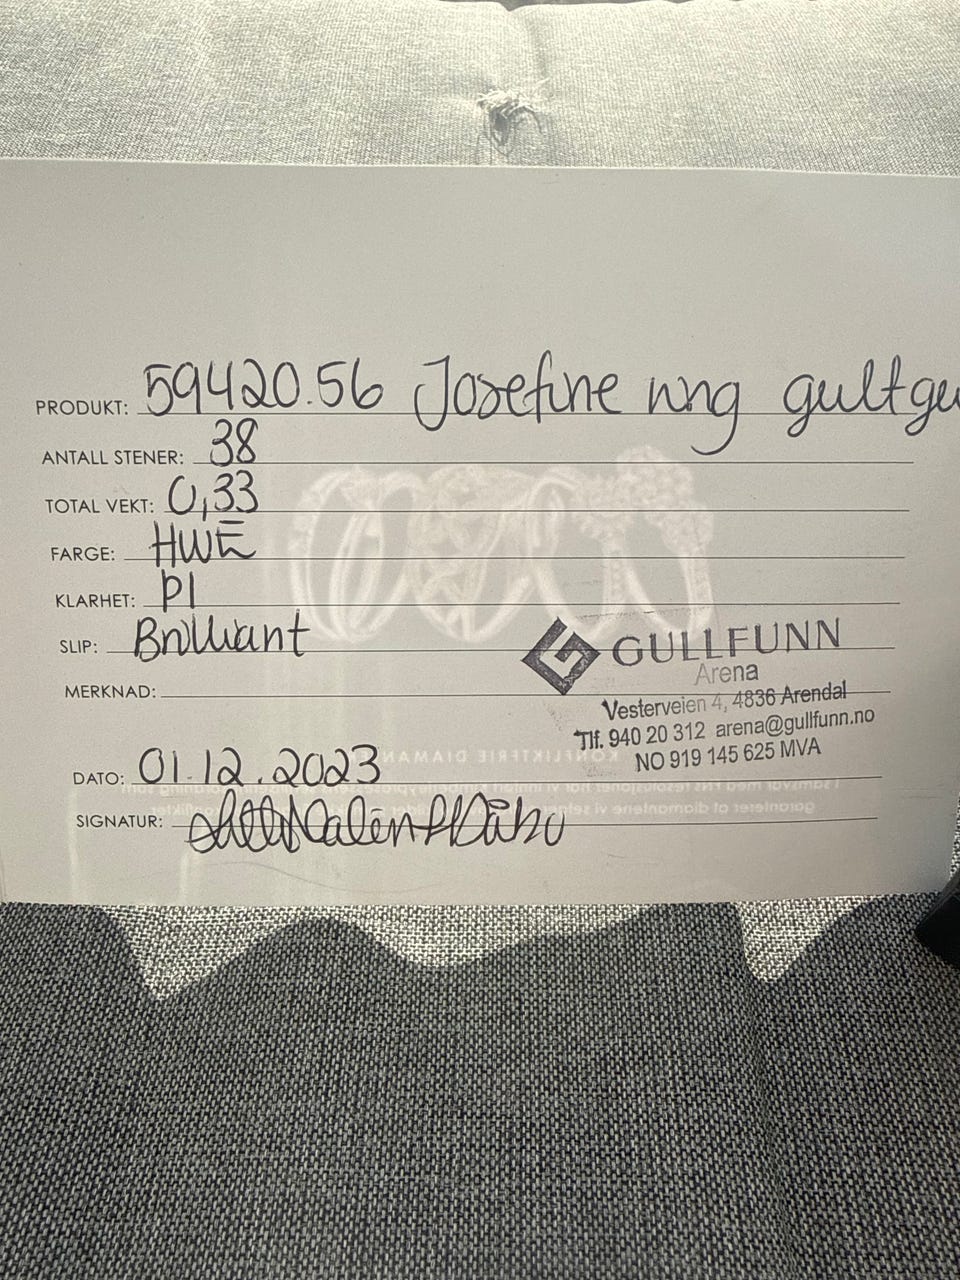 PRODUKT: 59420.56 Josefine ring gultgu
ANTALL STENER: 38
TOTAL VEKT: 0,33
FARGE: HWE
KLARHET: PI
SLIP: Brilliant
MERKNAD:
GULLFUNN
Arena
Vesterveien 4, 4836 Arendal
Tlf. 940 20 312 arena@gullfunn.no
NO 919 145 625 MVA
DATO: 01.12.2023
SIGNATUR: